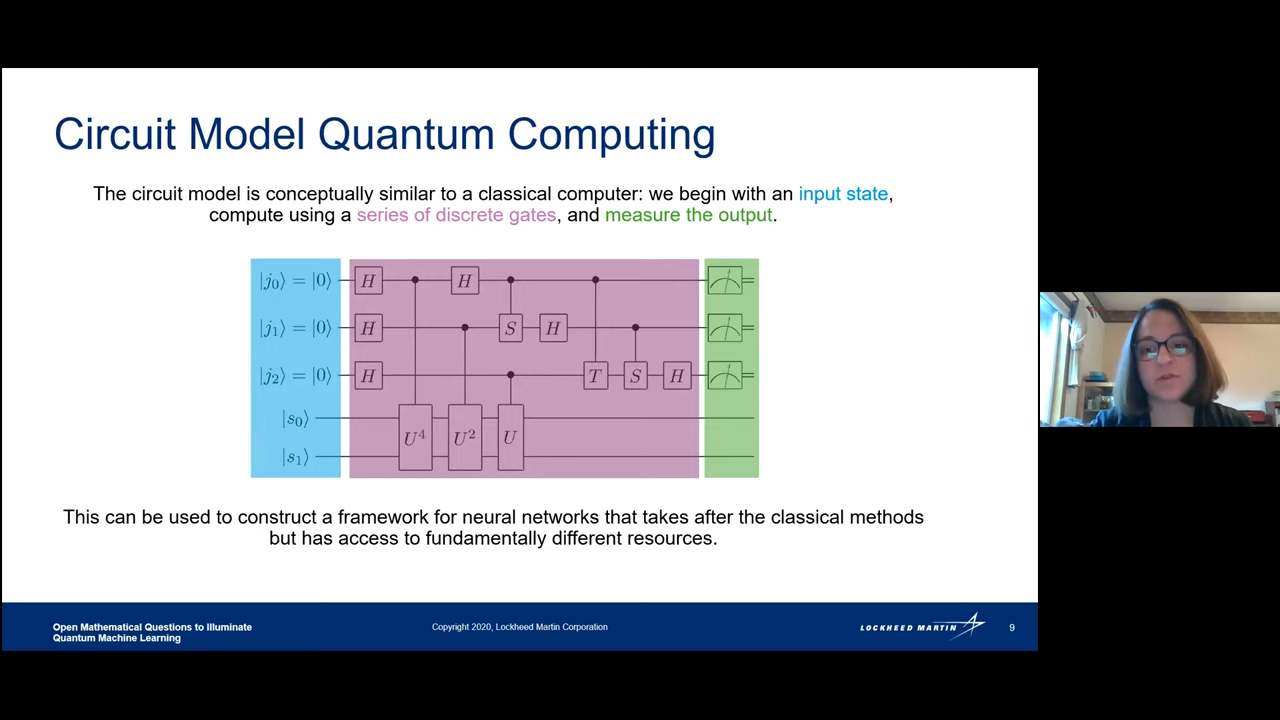 Circuit Model Quantum Computing
The circuit model is conceptually similar to a classical computer: we begin with an input state,
compute using a series of discrete gates, and measure the output.
|j₀⟩ = |0⟩ H H
|j₁⟩ = |0⟩ H S H
|j₂⟩ = |0⟩ H T S H
|s₀⟩
U⁴ U² U
|s₁⟩
This can be used to construct a framework for neural networks that takes after the classical methods
but has access to fundamentally different resources.
Open Mathematical Questions to Illuminate
Quantum Machine Learning
Copyright 2020, Lockheed Martin Corporation
LOCKHEED MARTIN
9